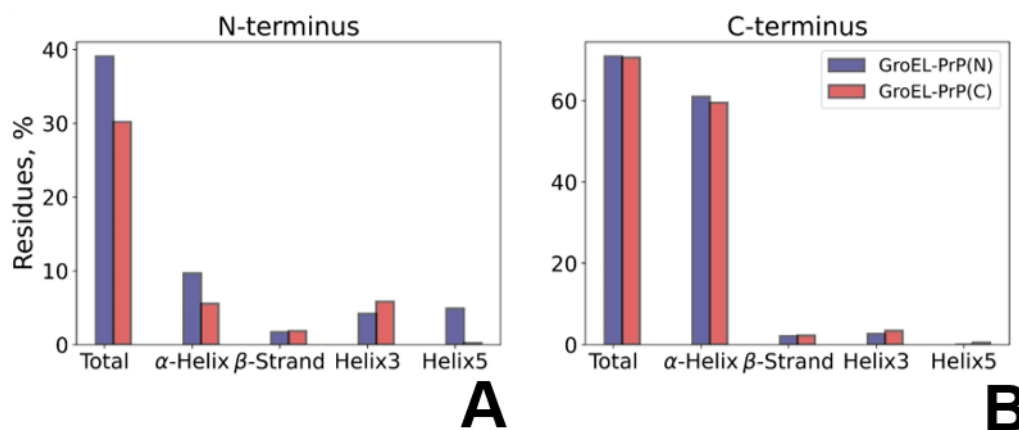 N-terminus
C-terminus
Residues, %
40
30
20
10
0
Total α-Helix β-Strand Helix3 Helix5
A
60
40
20
0
GroEL-PrP(N)
GroEL-PrP(C)
Total α-Helix β-Strand Helix3 Helix5
B